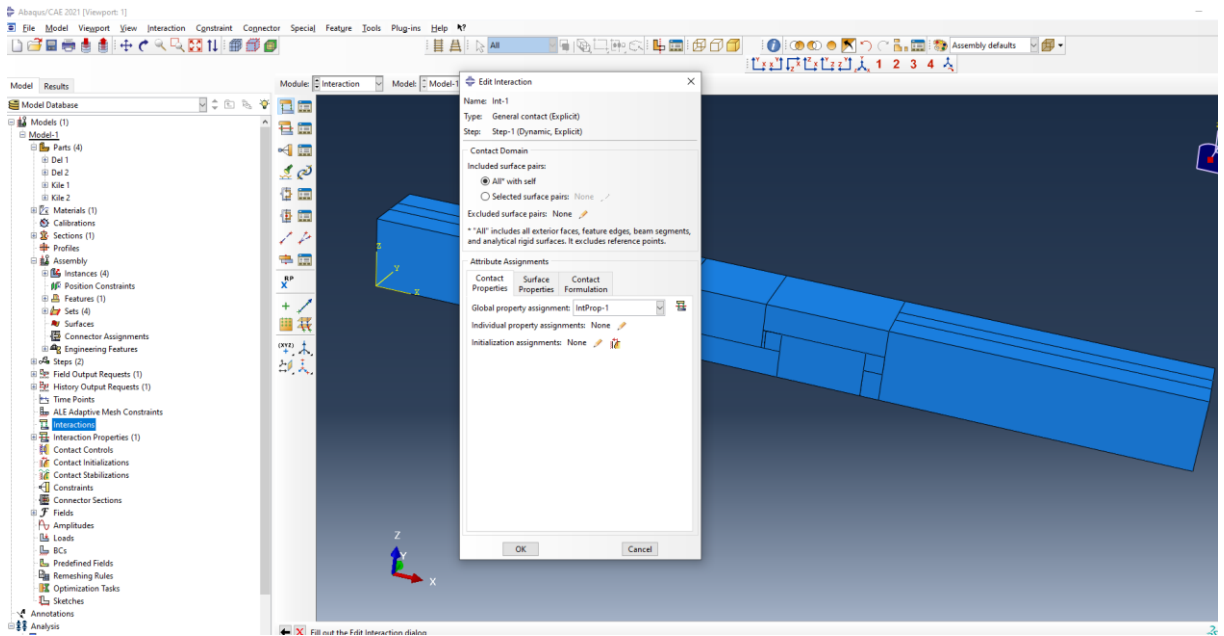 Abaqus/CAE 2021 [Viewport: 1]
File Model Viewport View Interaction Constraint Connector Special Feature Tools Plug-ins Help
All
Assembly defaults
1 2 3 4
Model Results
Module: Interaction Model: Model-1
Model Database
Models (1)
Model-1
Parts (4)
Del 1
Del 2
Kile 1
Kile 2
Materials (1)
Calibrations
Sections (1)
Profiles
Assembly
Instances (4)
Position Constraints
Features (1)
Sets (4)
Surfaces
Connector Assignments
Engineering Features
Steps (2)
Field Output Requests (1)
History Output Requests (1)
Time Points
ALE Adaptive Mesh Constraints
Interactions
Interaction Properties (1)
Contact Controls
Contact Initializations
Contact Stabilizations
Constraints
Connector Sections
Fields
Amplitudes
Loads
BCs
Predefined Fields
Remeshing Rules
Optimization Tasks
Sketches
Annotations
Analysis
RP
(XYZ)
Edit Interaction
Name: Int-1
Type: General contact (Explicit)
Step: Step-1 (Dynamic, Explicit)
Contact Domain
Included surface pairs:
All* with self
Selected surface pairs: None
Excluded surface pairs: None
* "All" includes all exterior faces, feature edges, beam segments,
and analytical rigid surfaces. It excludes reference points.
Attribute Assignments
Contact Properties
Surface Properties
Contact Formulation
Global property assignment: IntProp-1
Individual property assignments: None
Initialization assignments: None
OK Cancel
Z
Y
X
Z
Y
X
Fill out the Edit Interaction dialog